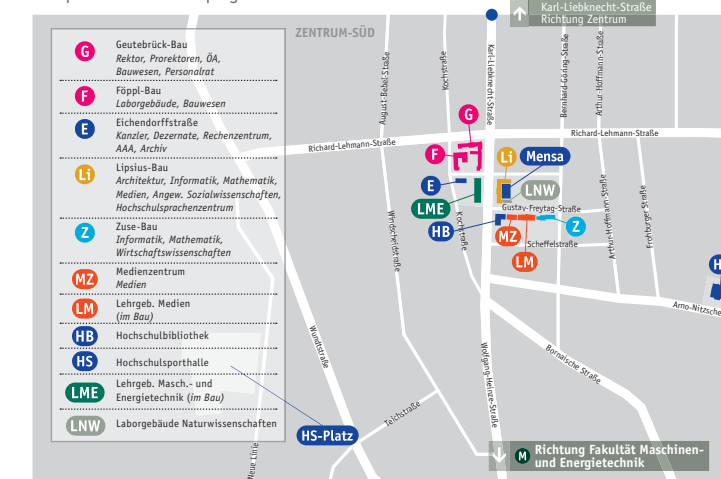 Karl-Liebknecht-Straße
Richtung Zentrum
ZENTRUM-SÜD
G
Geutebrück-Bau
Rektor, Prorektoren, ÖA,
Bauwesen, Personalrat
F
Föppl-Bau
Laborgebäude, Bauwesen
E
Eichendorffstraße
Kanzler, Dezernate, Rechenzentrum,
AAA, Archiv
Li
Lipsius-Bau
Architektur, Informatik, Mathematik,
Medien, Angew. Sozialwissenschaften,
Hochschulsprachenzentrum
Z
Zuse-Bau
Informatik, Mathematik,
Wirtschaftswissenschaften
MZ
Medienzentrum
Medien
LM
Lehrgeb. Medien
(im Bau)
HB
Hochschulbibliothek
HS
Hochschulsporthalle
LME
Lehrgeb. Masch.- und
Energietechnik (im Bau)
LNW
Laborgebäude Naturwissenschaften
August-Bebel-Straße
Kochstraße
Karl-Liebknecht-Straße
Bernhard-Göring-Straße
Arthur-Hoffmann-Straße
Richard-Lehmann-Straße
Richard-Lehmann-Straße
G
F
Li
Mensa
E
LNW
LME
Gustav-Freytag-Straße
HB
MZ
Z
Scheffelstraße
LM
Kochstraße
Windscheidstraße
Arthur-Hoffmann-Straße
Frohburger Straße
Arno-Nitzsche
Wundtstraße
Wolfgang-Heinze-Straße
Bornaische Straße
Teichstraße
HS-Platz
Neue Linie
M
Richtung Fakultät Maschinen-
und Energietechnik